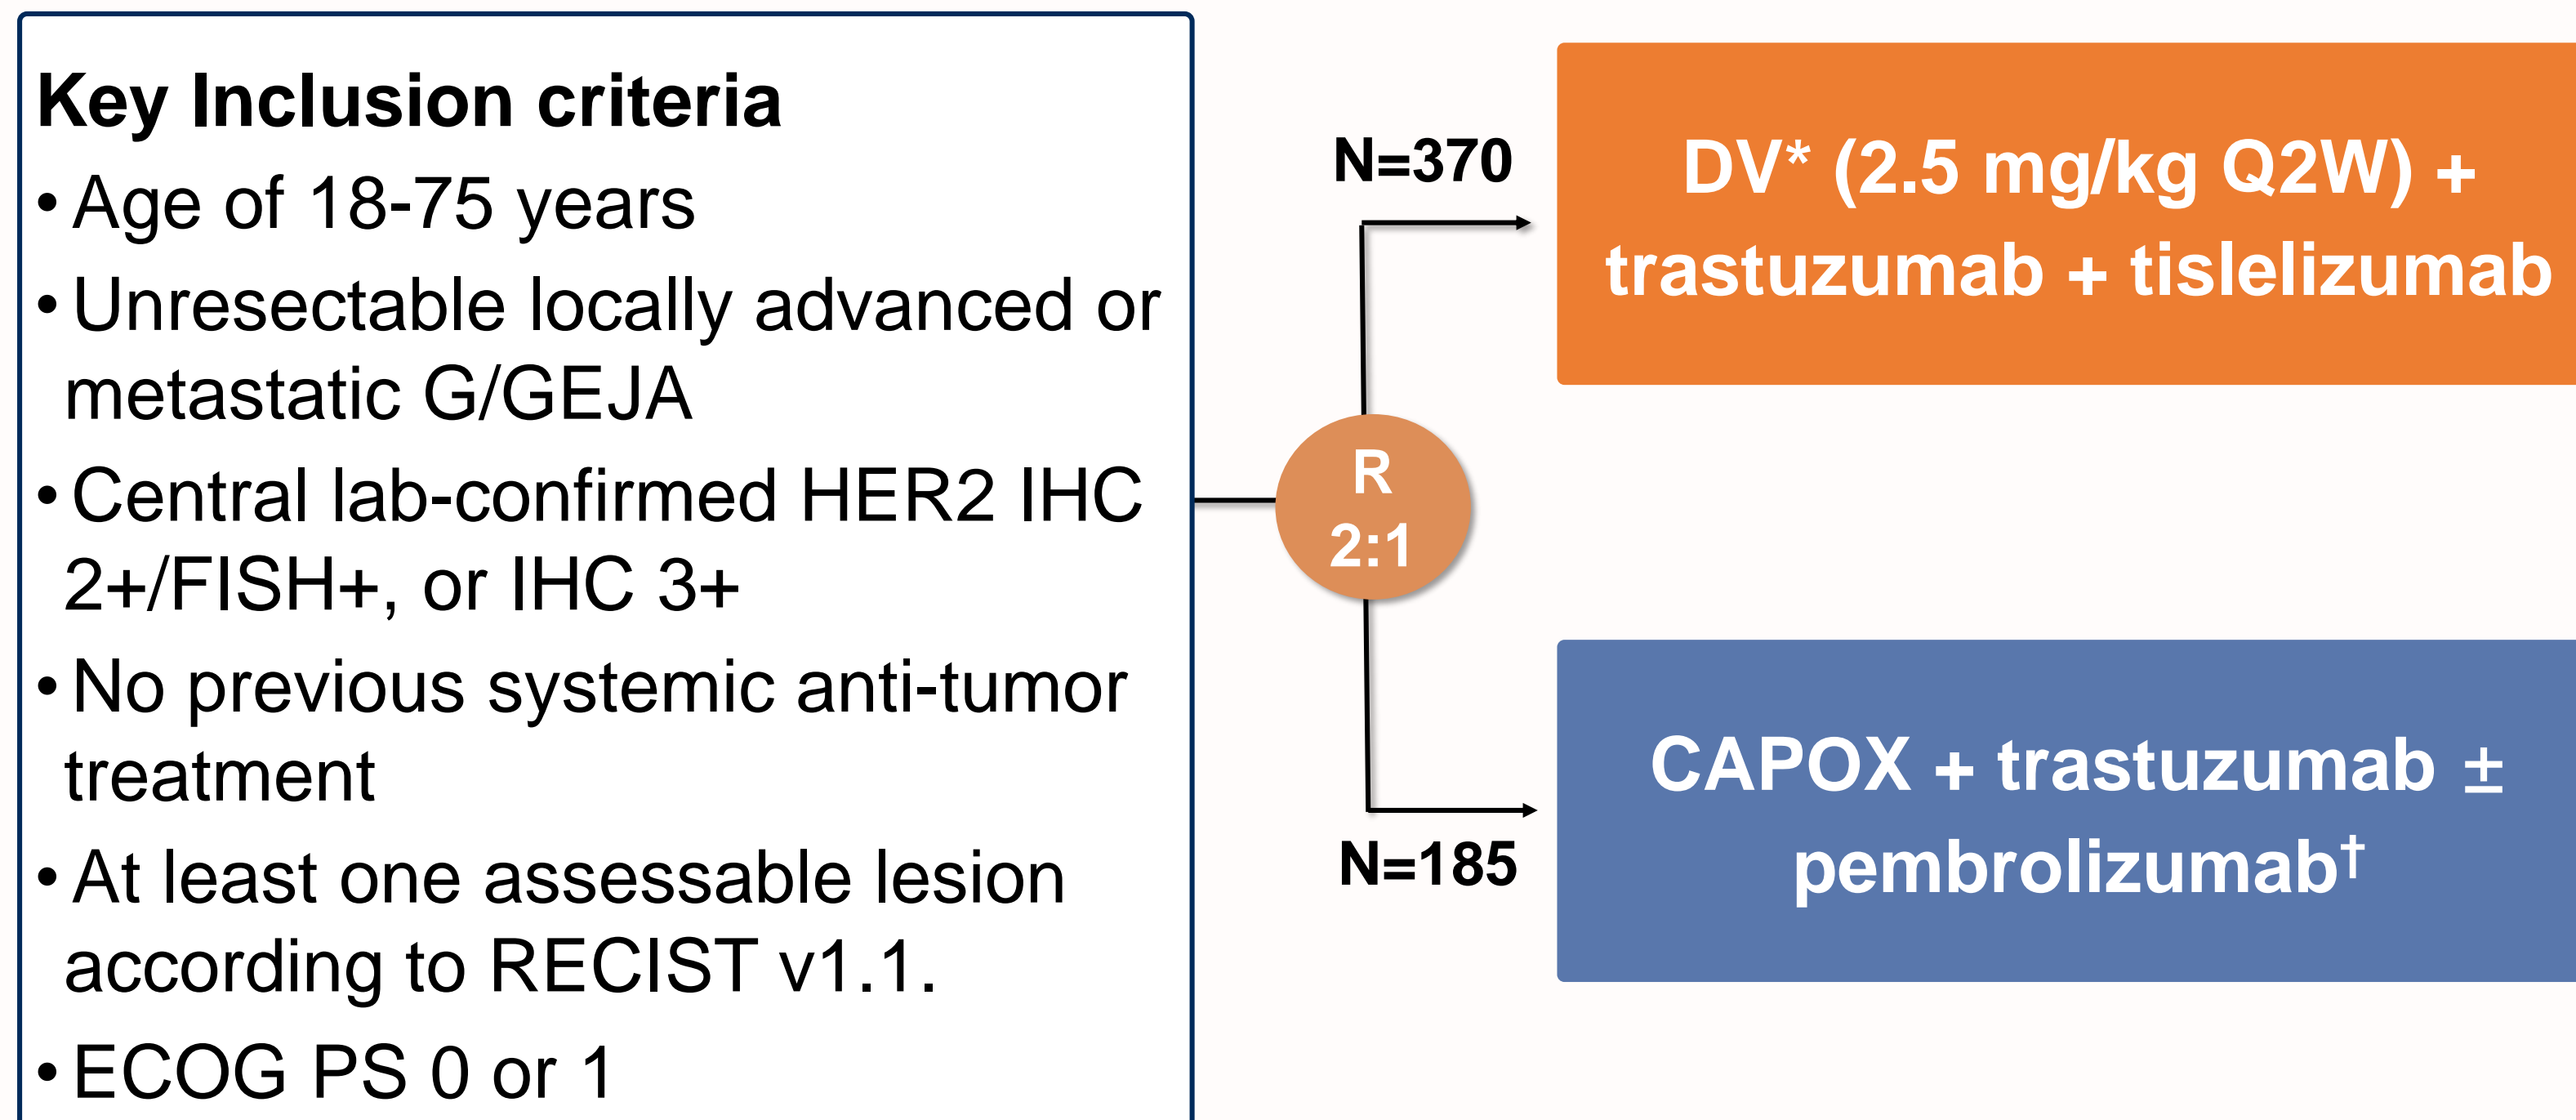 Key Inclusion criteria
• Age of 18-75 years
• Unresectable locally advanced or
metastatic G/GEJA
• Central lab-confirmed HER2 IHC
2+/FISH+, or IHC 3+
• No previous systemic anti-tumor
treatment
• At least one assessable lesion
according to RECIST v1.1.
• ECOG PS 0 or 1
R
2:1
N=370
DV* (2.5 mg/kg Q2W) +
trastuzumab + tislelizumab
N=185
CAPOX + trastuzumab ±
pembrolizumab†